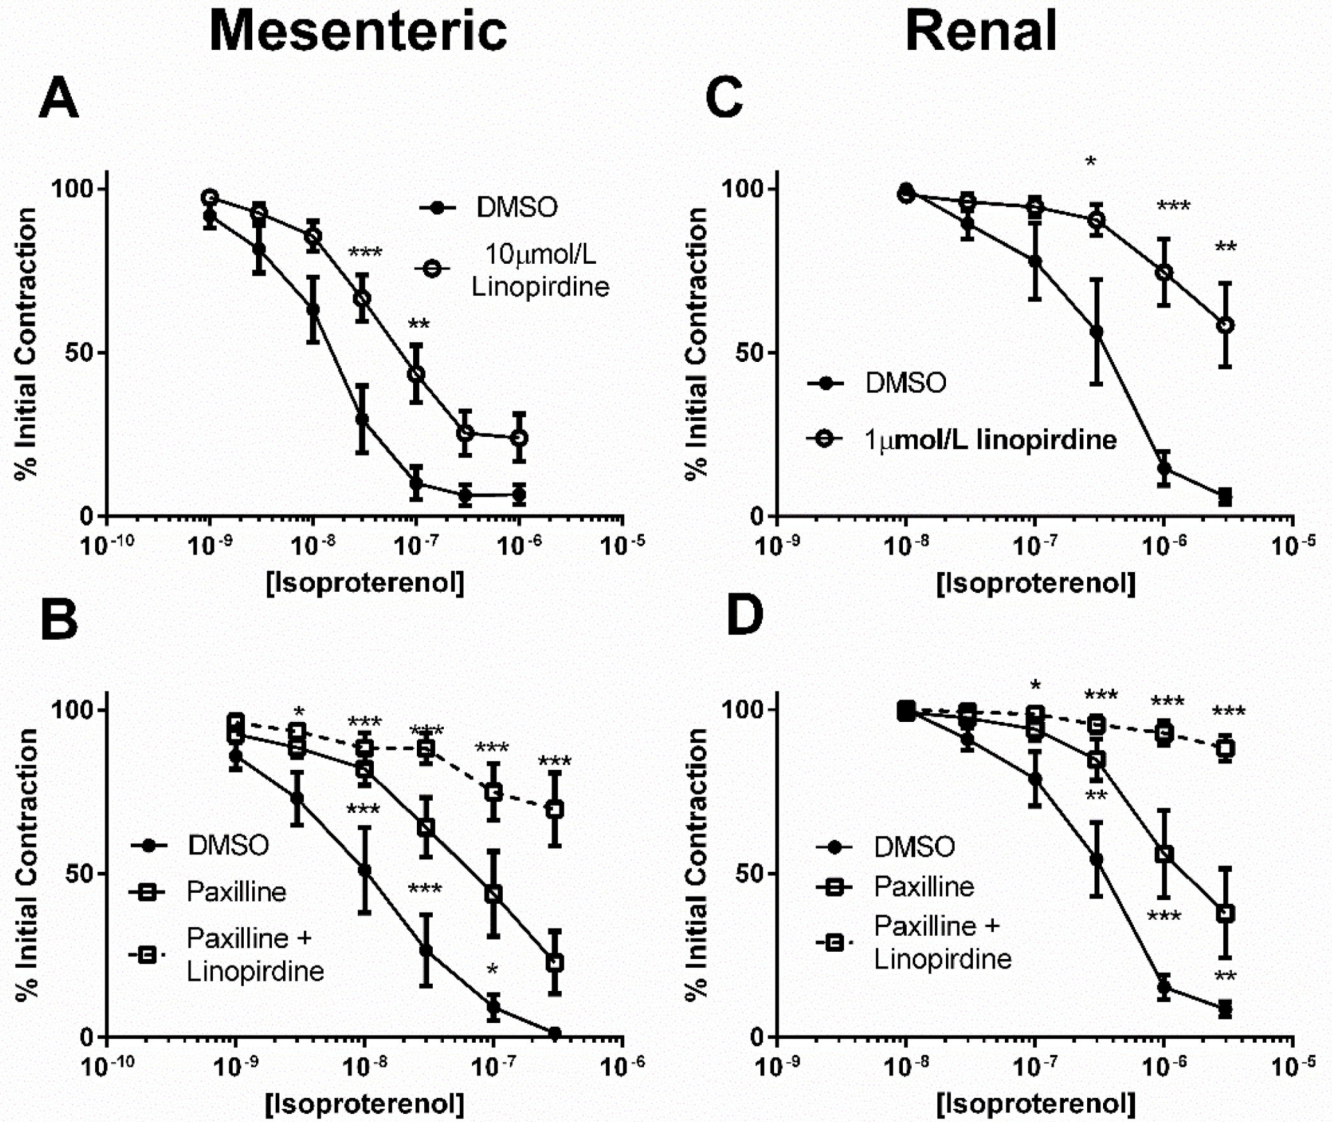 Mesenteric
Renal
A
100
50
0
% Initial Contraction
***
**
DMSO
10μmol/L
Linopirdine
10-10
10-9
10-8
10-7
10-6
10-5
[Isoproterenol]
C
100
50
0
% Initial Contraction
*
***
**
DMSO
1μmol/L linopirdine
10-9
10-8
10-7
10-6
10-5
[Isoproterenol]
B
100
50
0
% Initial Contraction
*
***
***
***
***
***
***
*
DMSO
Paxilline
Paxilline +
Linopirdine
10-10
10-9
10-8
10-7
10-6
[Isoproterenol]
D
100
50
0
% Initial Contraction
*
***
***
***
**
***
**
DMSO
Paxilline
Paxilline +
Linopirdine
10-9
10-8
10-7
10-6
10-5
[Isoproterenol]